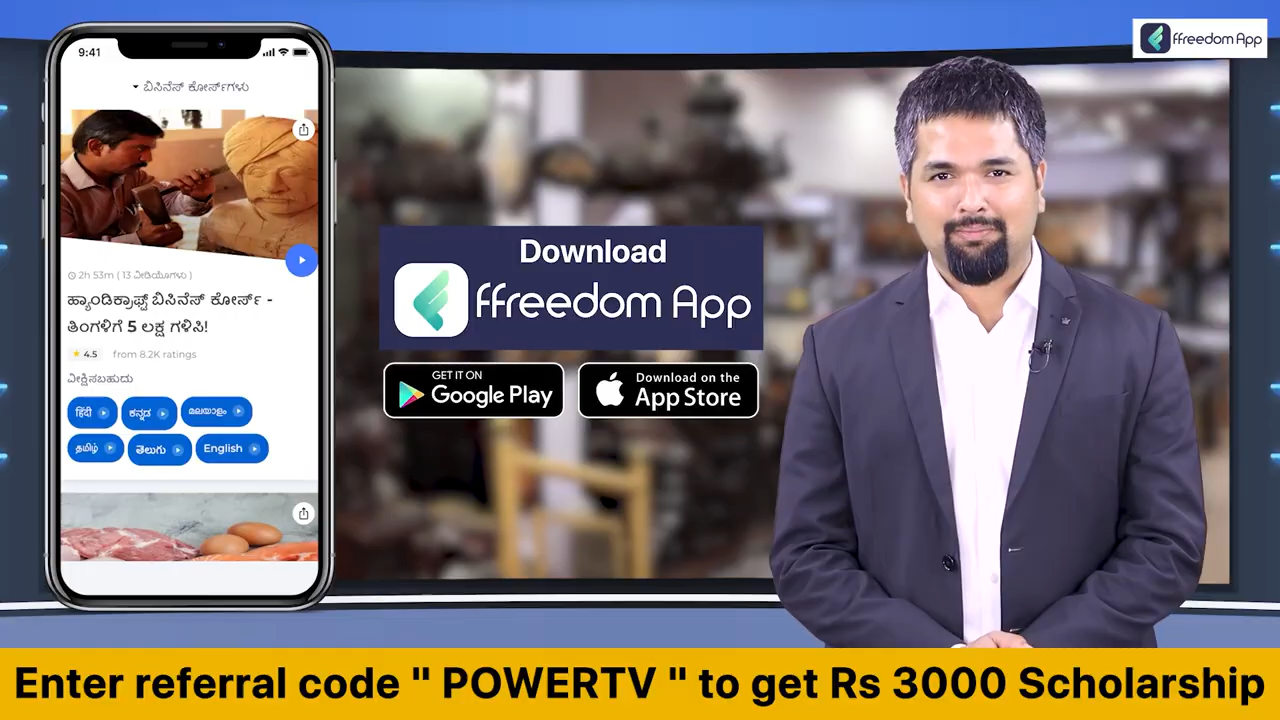 9:41
ಬಿಸಿನೆಸ್ ಕೋರ್ಸ್‌ಗಳು
2h 53m ( 13 ವೀಡಿಯೊಗಳು )
ಹ್ಯಾಂಡಿಕ್ರಾಫ್ಟ್ ಬಿಸಿನೆಸ್ ಕೋರ್ಸ್ -
ತಿಂಗಳಿಗೆ 5 ಲಕ್ಷ ಗಳಿಸಿ!
4.5 from 8.2K ratings
ವೀಕ್ಷಿಸಬಹುದು
हिंदी ಕನ್ನಡ മലയാളം
தமிழ் తెలుగు English
Download
ffreedom App
GET IT ON
Google Play
Download on the
App Store
ffreedom App
Enter referral code " POWERTV " to get Rs 3000 Scholarship